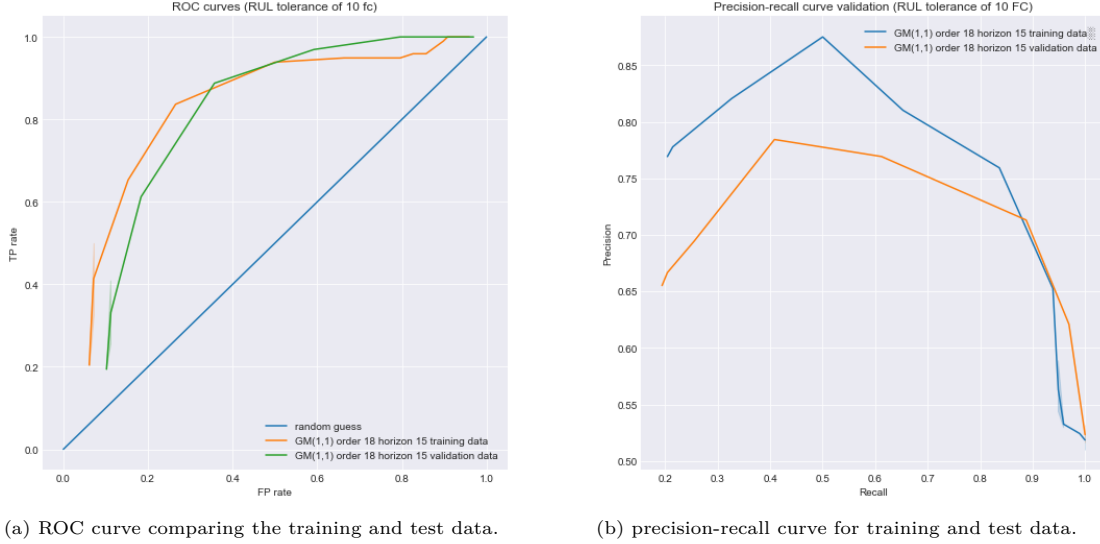 ROC curves (RUL tolerance of 10 fc)
1.0
0.8
0.6
0.4
0.2
0.0
TP rate
random guess
GM(1,1) order 18 horizon 15 training data
GM(1,1) order 18 horizon 15 validation data
0.0 0.2 0.4 0.6 0.8 1.0
FP rate
(a) ROC curve comparing the training and test data.
Precision-recall curve validation (RUL tolerance of 10 FC)
GM(1,1) order 18 horizon 15 training data
GM(1,1) order 18 horizon 15 validation data
0.85
0.80
0.75
0.70
0.65
0.60
0.55
0.50
Precision
0.2 0.3 0.4 0.5 0.6 0.7 0.8 0.9 1.0
Recall
(b) precision-recall curve for training and test data.